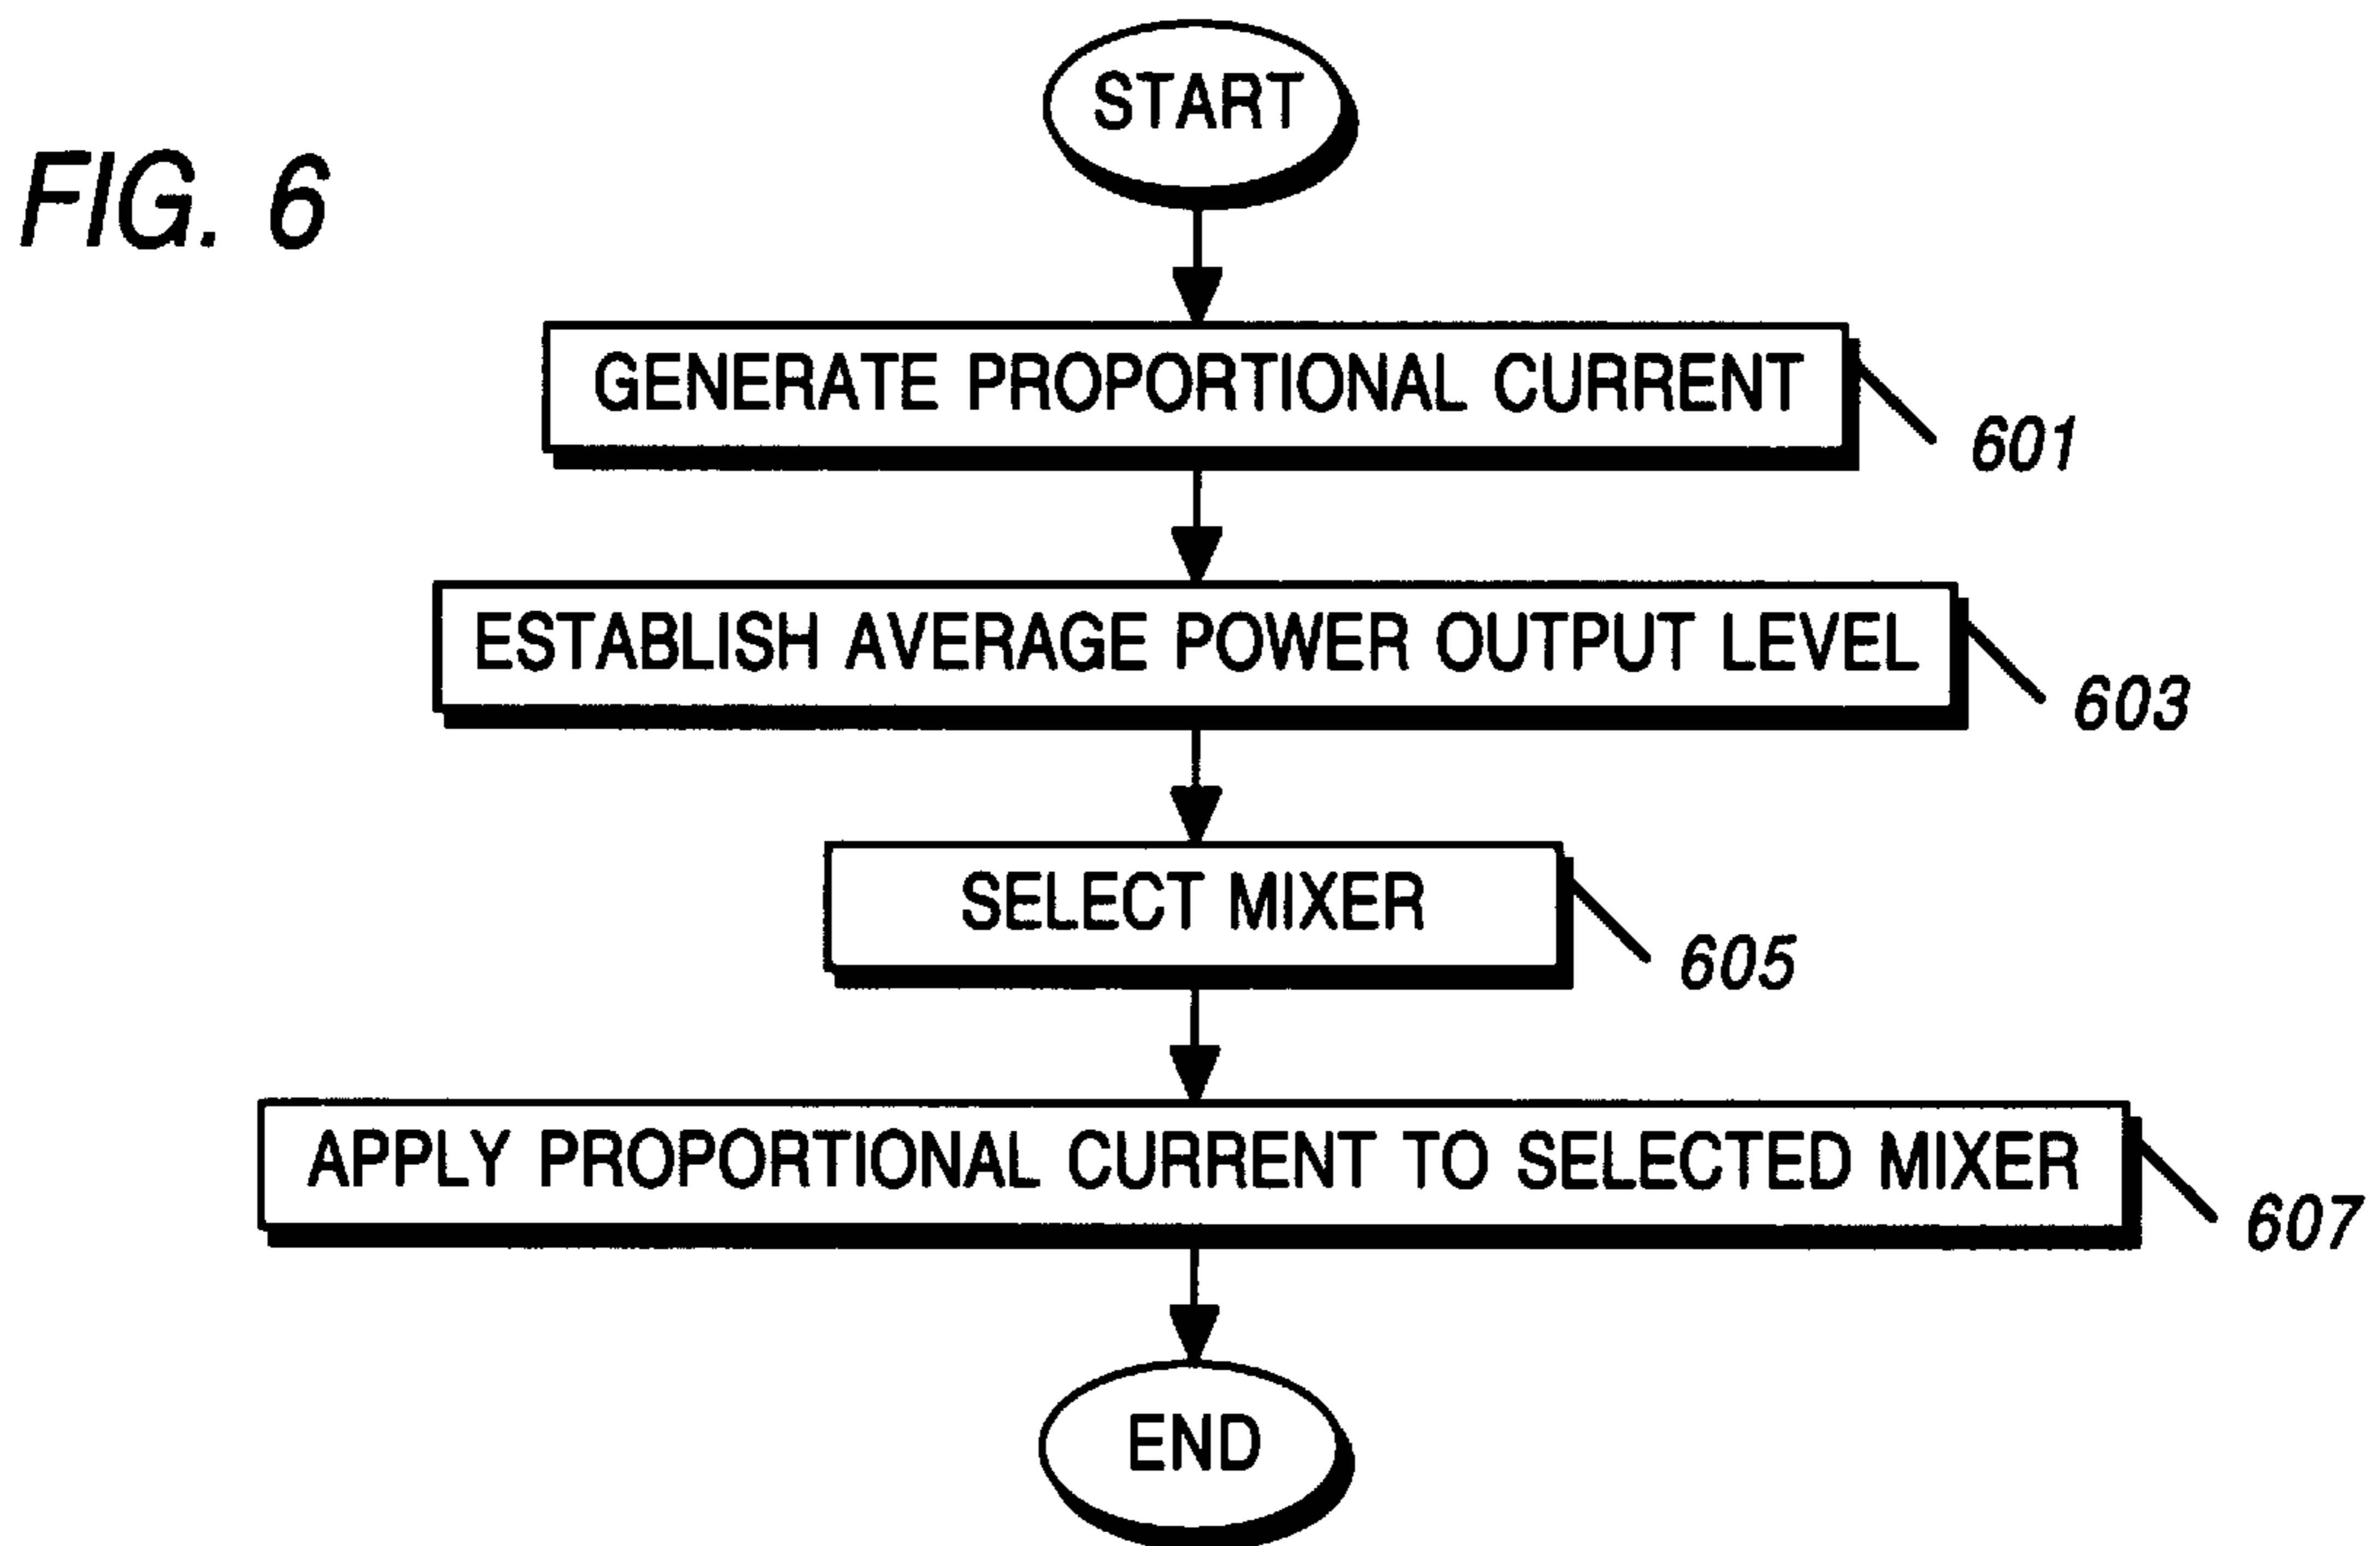 FIG. 6
START
GENERATE PROPORTIONAL CURRENT
601
ESTABLISH AVERAGE POWER OUTPUT LEVEL
603
SELECT MIXER
605
APPLY PROPORTIONAL CURRENT TO SELECTED MIXER
607
END